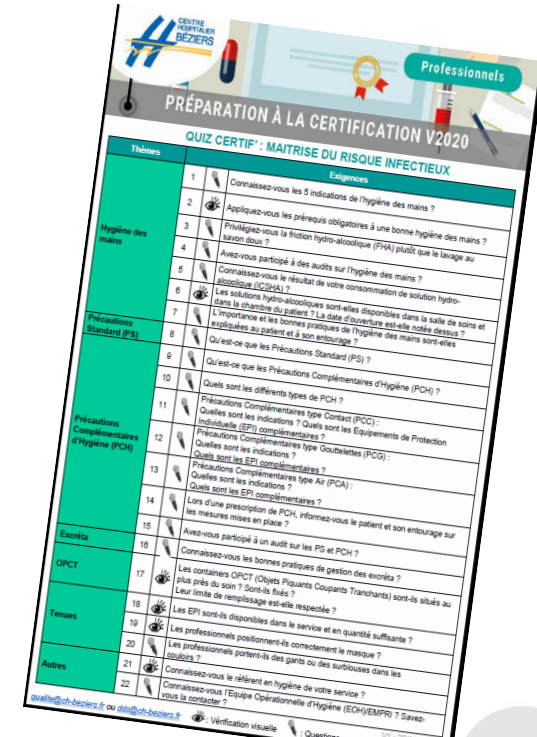 CENTRE
HOSPITALIER
BÉZIERS
Professionnels
PRÉPARATION À LA CERTIFICATION V2020
QUIZ CERTIF' : MAITRISE DU RISQUE INFECTIEUX
Thèmes
Exigences
Hygiène des
mains
1 Connaissez-vous les 5 indications de l'hygiène des mains ?
2 Appliquez-vous les prérequis obligatoires à une bonne hygiène des mains ?
3 Privilégiez-vous la friction hydro-alcoolique (FHA) plutôt que le lavage au
savon doux ?
4 Avez-vous participé à des audits sur l'hygiène des mains ?
5 Connaissez-vous le résultat de votre consommation de solution hydro-
alcoolique (ICSHA) ?
6 Les solutions hydro-alcooliques sont-elles disponibles dans la salle de soins et
dans la chambre du patient ? La date d'ouverture est-elle notée dessus ?
7 L'importance et les bonnes pratiques de l'hygiène des mains sont-elles
expliquées au patient et à son entourage ?
Précautions
Standard (PS)
8 Qu'est-ce que les Précautions Standard (PS) ?
Précautions
Complémentaires
d'Hygiène (PCH)
9 Qu'est-ce que les Précautions Complémentaires d'Hygiène (PCH) ?
10 Quels sont les différents types de PCH ?
11 Précautions Complémentaires type Contact (PCC) :
Quelles sont les indications ? Quels sont les Equipements de Protection
Individuelle (EPI) complémentaires ?
12 Précautions Complémentaires type Gouttelettes (PCG) :
Quelles sont les indications ?
Quels sont les EPI complémentaires ?
13 Précautions Complémentaires type Air (PCA) :
Quelles sont les indications ?
Quels sont les EPI complémentaires ?
14 Lors d'une prescription de PCH, informez-vous le patient et son entourage sur
les mesures mises en place ?
15 Avez-vous participé à un audit sur les PS et PCH ?
Excréta
16 Connaissez-vous les bonnes pratiques de gestion des excréta ?
OPCT
17 Les containers OPCT (Objets Piquants Coupants Tranchants) sont-ils situés au
plus près du soin ? Sont-ils fixés ?
Leur limite de remplissage est-elle respectée ?
Tenues
18 Les EPI sont-ils disponibles dans le service et en quantité suffisante ?
19 Les professionnels positionnent-ils correctement le masque ?
20 Les professionnels portent-ils des gants ou des surblouses dans les
couloirs ?
Autres
21 Connaissez-vous le référent en hygiène de votre service ?
22 Connaissez-vous l'Equipe Opérationnelle d'Hygiène (EOH)/EMPRI ? Savez-
vous la contacter ?
qualite@ch-beziers.fr ou dds@ch-beziers.fr : Vérification visuelle : Question